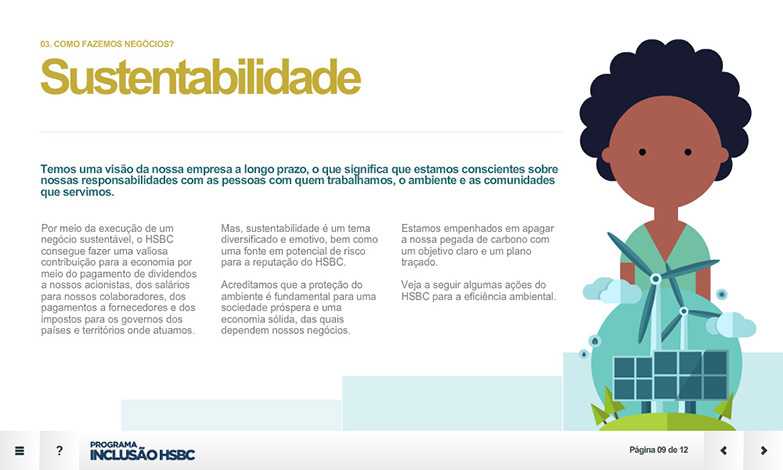 03. COMO FAZEMOS NEGÓCIOS?
Sustentabilidade
Temos uma visão da nossa empresa a longo prazo, o que significa que estamos conscientes sobre
nossas responsabilidades com as pessoas com quem trabalhamos, o ambiente e as comunidades
que servimos.
Por meio da execução de um
negócio sustentável, o HSBC
consegue fazer uma valiosa
contribuição para a economia por
meio do pagamento de dividendos
a nossos acionistas, dos salários
para nossos colaboradores, dos
pagamentos a fornecedores e dos
impostos para os governos dos
países e territórios onde atuamos.
Mas, sustentabilidade é um tema
diversificado e emotivo, bem como
uma fonte em potencial de risco
para a reputação do HSBC.
Acreditamos que a proteção do
ambiente é fundamental para uma
sociedade próspera e uma
economia sólida, das quais
dependem nossos negócios.
Estamos empenhados em apagar
a nossa pegada de carbono com
um objetivo claro e um plano
traçado.
Veja a seguir algumas ações do
HSBC para a eficiência ambiental.
?
PROGRAMA
INCLUSÃO HSBC
Página 09 de 12